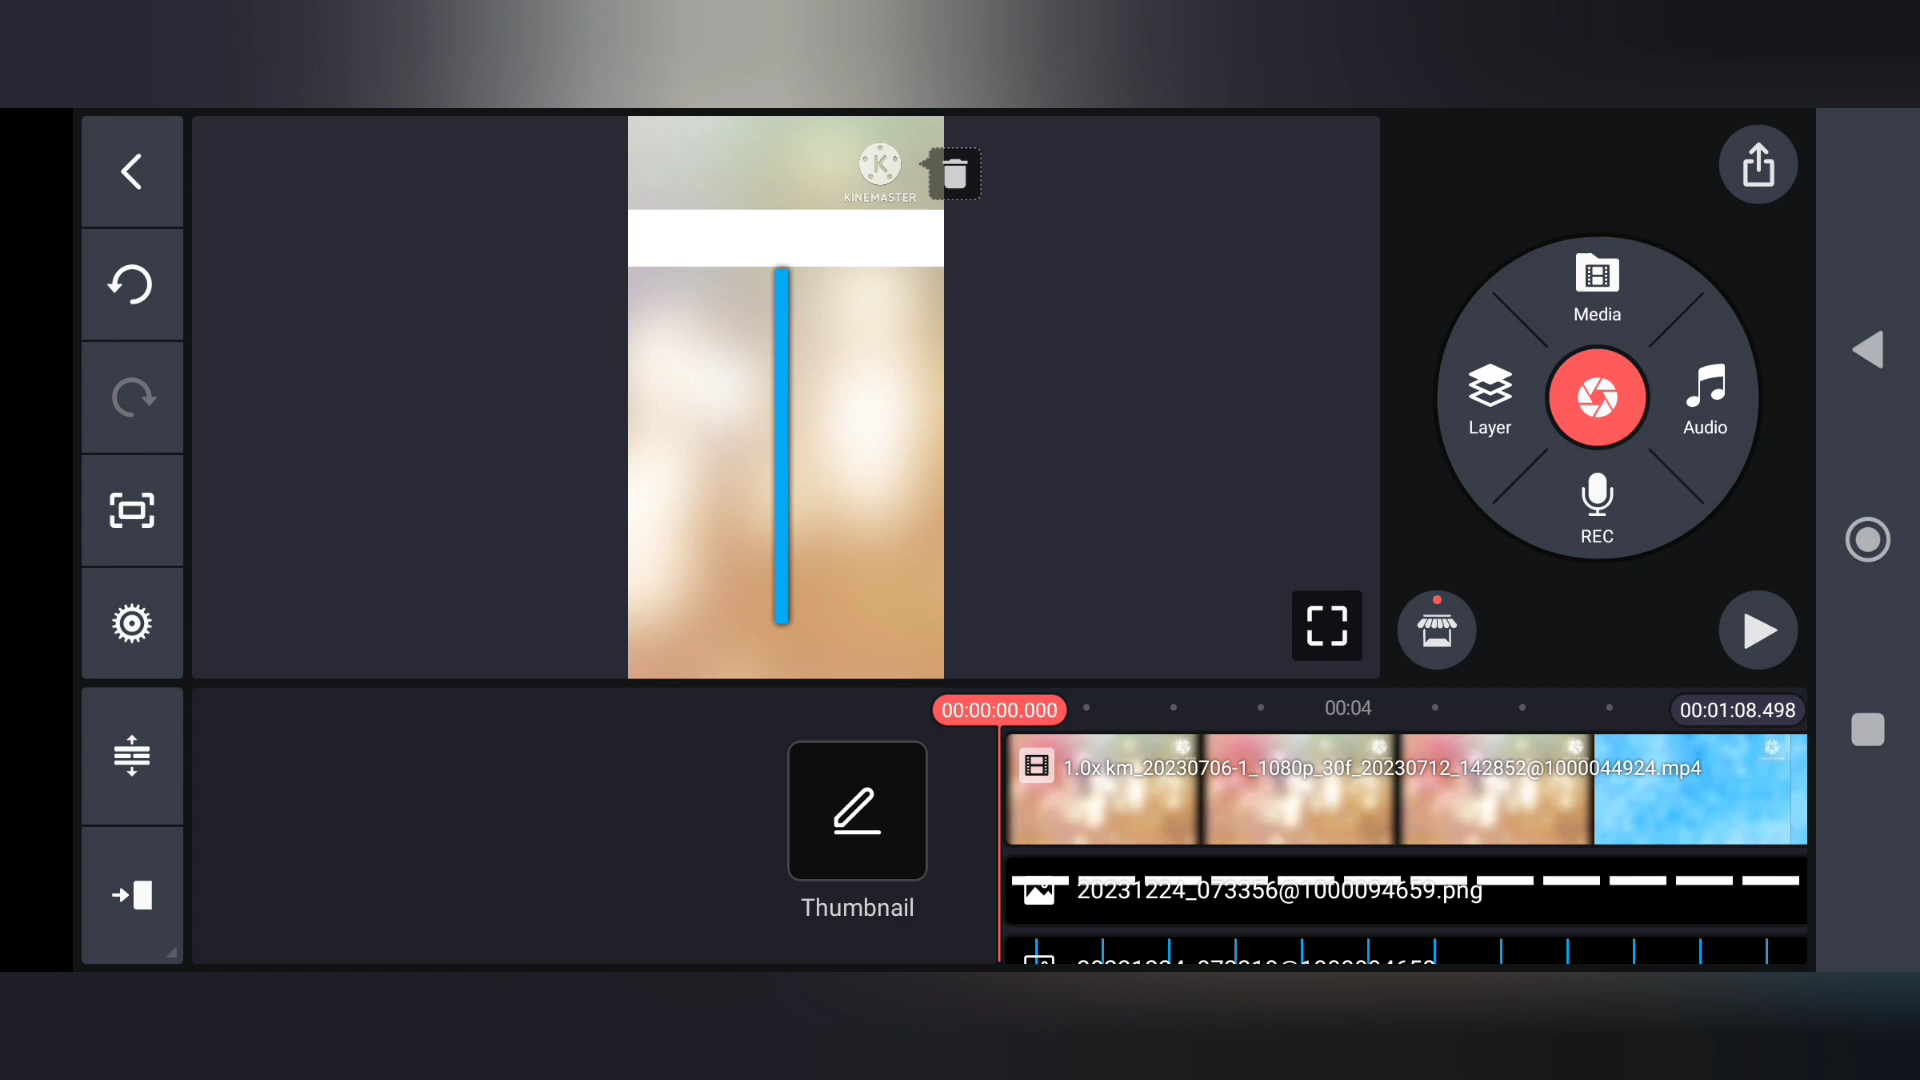 KINEMASTER
Media
Layer
Audio
REC
00:00:00.000
00:04
00:01:08.498
1.0x km_20230706-1_1080p_30f_20230712_142852@1000044924.mp4
Thumbnail
20231224_073356@1000094659.png